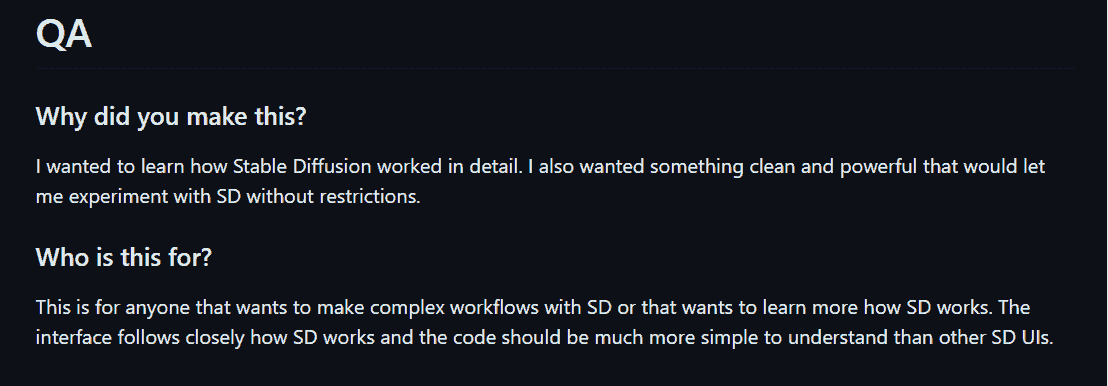 QA
Why did you make this?
I wanted to learn how Stable Diffusion worked in detail. I also wanted something clean and powerful that would let
me experiment with SD without restrictions.
Who is this for?
This is for anyone that wants to make complex workflows with SD or that wants to learn more how SD works. The
interface follows closely how SD works and the code should be much more simple to understand than other SD UIs.